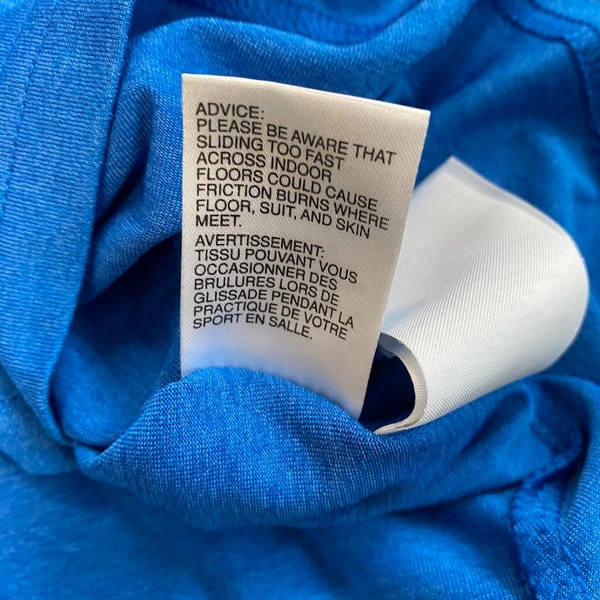 ADVICE:
PLEASE BE AWARE THAT
SLIDING TOO FAST
ACROSS INDOOR
FLOORS COULD CAUSE
FRICTION BURNS WHERE
FLOOR, SUIT, AND SKIN
MEET.
AVERTISSEMENT:
TISSU POUVANT VOUS
OCCASIONNER DES
BRULURES LORS DE
GLISSADE PENDANT LA
PRACTIQUE DE VOTRE
SPORT EN SALLE.